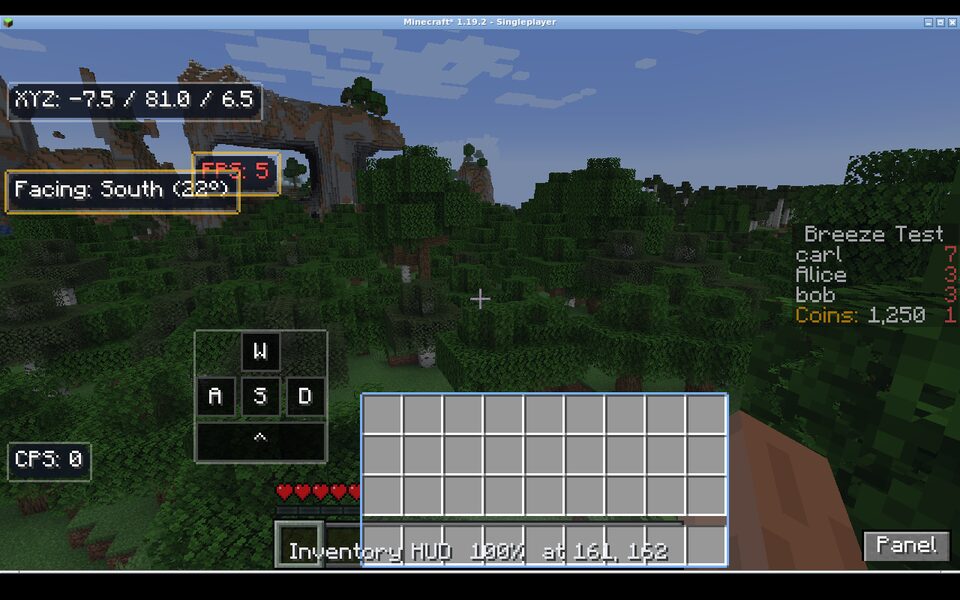 Minecraft* 1.19.2 - Singleplayer
XYZ: -7.5 / 81.0 / 6.5
FPS: 5
Facing: South (22°)
Breeze Test
carl 7
Alice 3
bob 3
Coins: 1,250 1
W
A S D
^
CPS: 0
Inventory HUD 100% at 161, 162
Panel